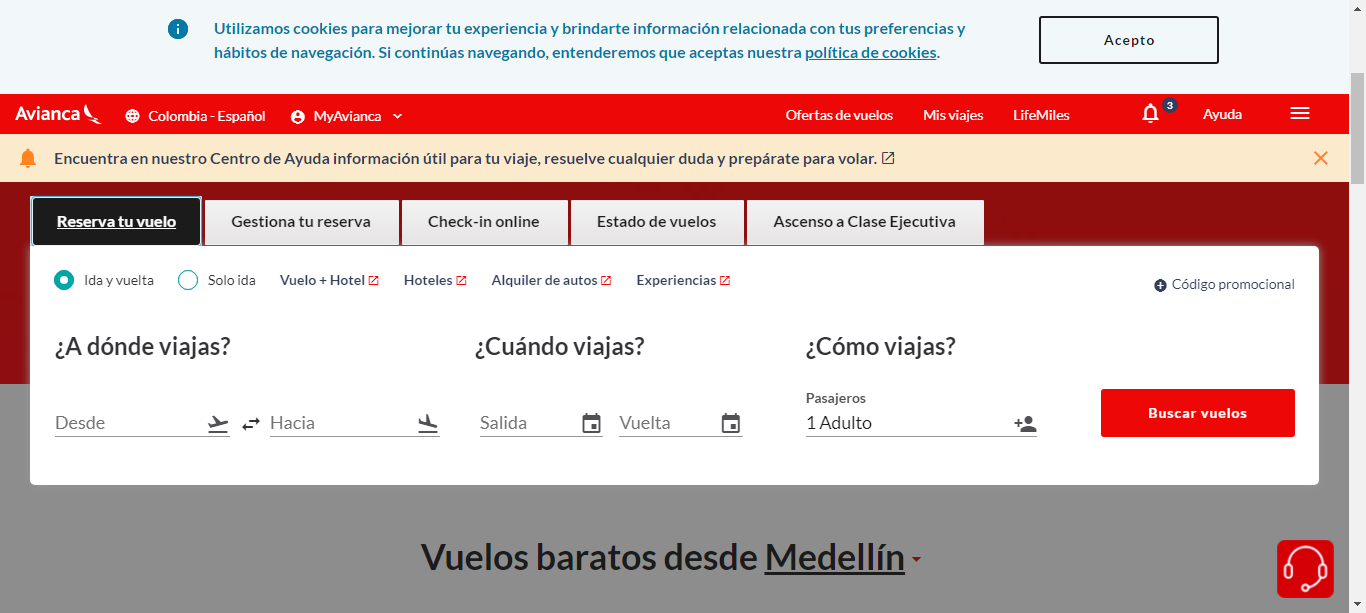 Utilizamos cookies para mejorar tu experiencia y brindarte información relacionada con tus preferencias y
hábitos de navegación. Si continúas navegando, entenderemos que aceptas nuestra política de cookies.
Acepto
Avianca
Colombia - Español
MyAvianca
Ofertas de vuelos
Mis viajes
LifeMiles
3
Ayuda
Encuentra en nuestro Centro de Ayuda información útil para tu viaje, resuelve cualquier duda y prepárate para volar.
Reserva tu vuelo
Gestiona tu reserva
Check-in online
Estado de vuelos
Ascenso a Clase Ejecutiva
Ida y vuelta
Solo ida
Vuelo + Hotel
Hoteles
Alquiler de autos
Experiencias
Código promocional
¿A dónde viajas?
¿Cuándo viajas?
¿Cómo viajas?
Pasajeros
Desde
Hacia
Salida
Vuelta
1 Adulto
Buscar vuelos
Vuelos baratos desde Medellín